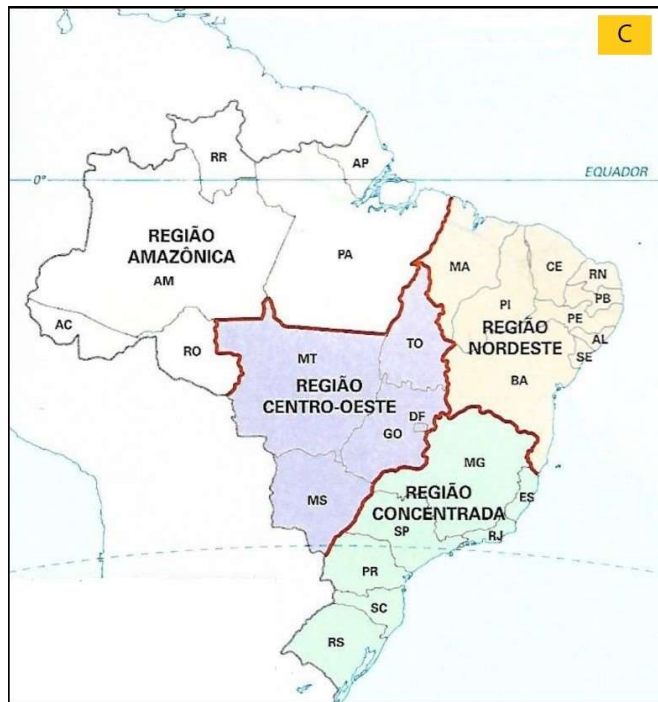 C
RR
AP
0°
EQUADOR
REGIÃO
AMAZÔNICA
AM
PA
MA
CE
RN
PB
PI
PE
AL
SE
REGIÃO
NORDESTE
BA
AC
RO
MT
TO
REGIÃO
CENTRO-OESTE
DF
GO
MS
MG
ES
REGIÃO
CONCENTRADA
SP
RJ
PR
SC
RS